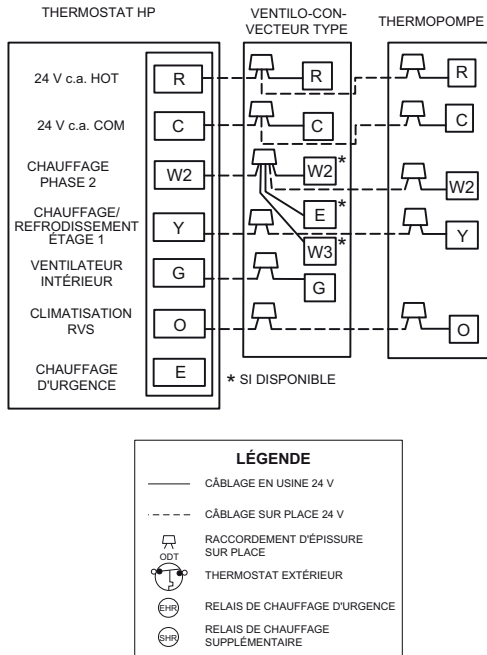 THERMOSTAT HP
VENTILO-CON-
VECTEUR TYPE
THERMOPOMPE
24 V c.a. HOT
R
R
R
24 V c.a. COM
C
C
C
CHAUFFAGE
PHASE 2
W2
W2
*
W2
E
*
CHAUFFAGE/
REFRODISSEMENT
ÉTAGE 1
Y
W3
*
Y
VENTILATEUR
INTÉRIEUR
G
G
CLIMATISATION
RVS
O
O
CHAUFFAGE
D'URGENCE
E
* SI DISPONIBLE
LÉGENDE
CÂBLAGE EN USINE 24 V
CÂBLAGE SUR PLACE 24 V
RACCORDEMENT D'ÉPISSURE
SUR PLACE
ODT
THERMOSTAT EXTÉRIEUR
EHR
RELAIS DE CHAUFFAGE D'URGENCE
SHR
RELAIS DE CHAUFFAGE
SUPPLÉMENTAIRE